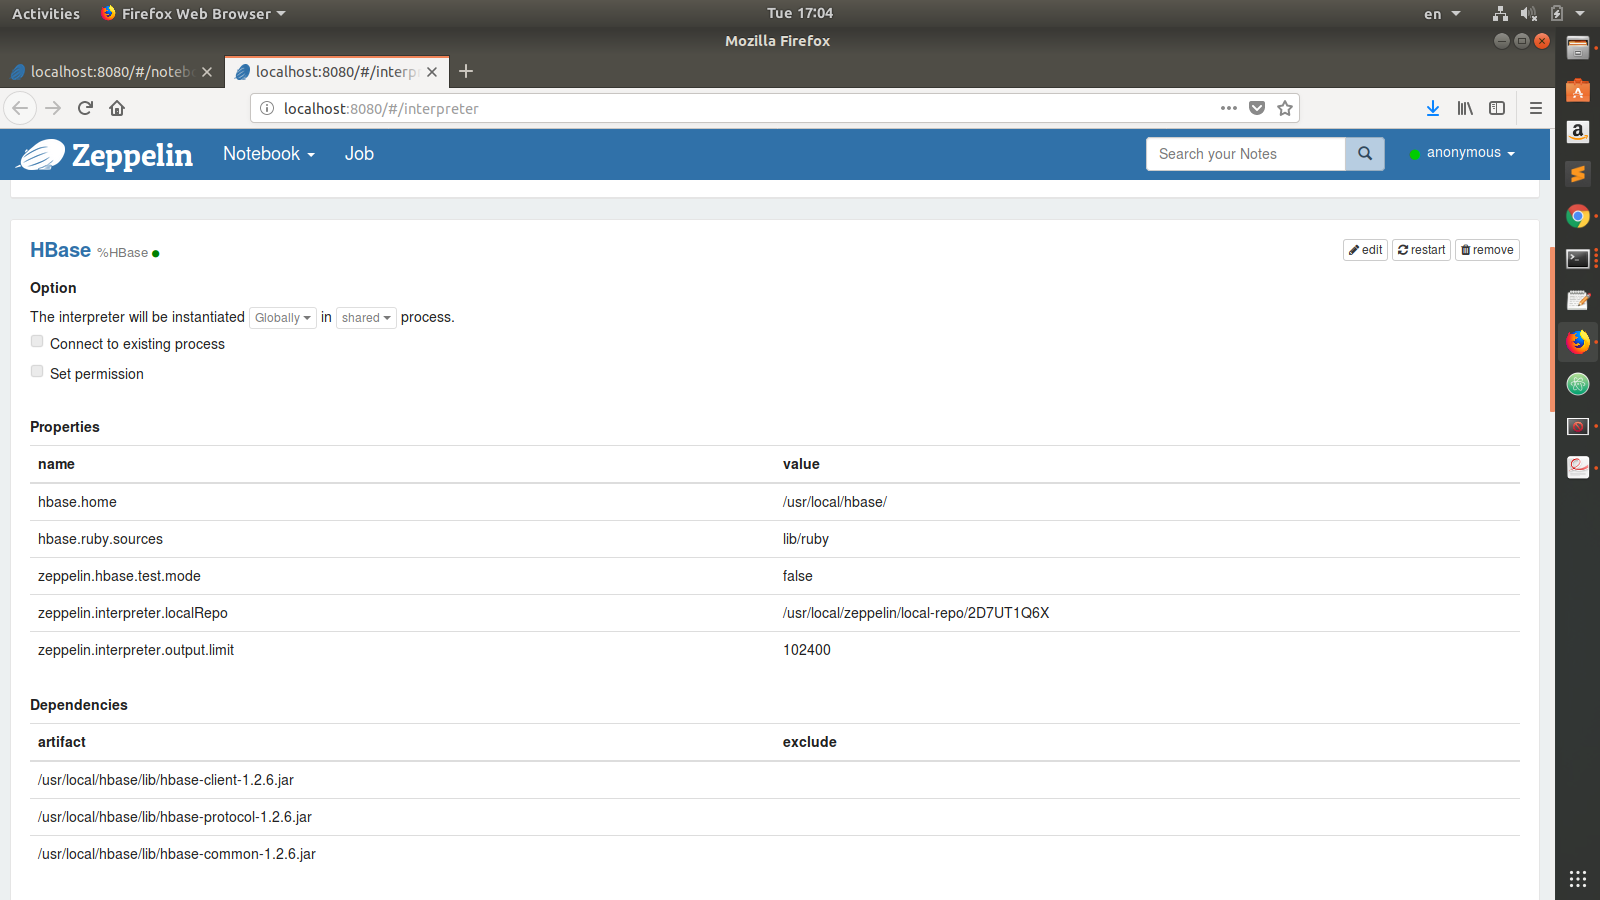 Activities Firefox Web Browser Tue 17:04 en
Mozilla Firefox
localhost:8080/#/noteb localhost:8080/#/interp
localhost:8080/#/interpreter
Zeppelin Notebook Job Search your Notes anonymous
HBase %HBase edit restart remove
Option
The interpreter will be instantiated Globally in shared process.
Connect to existing process
Set permission
Properties
name value
hbase.home /usr/local/hbase/
hbase.ruby.sources lib/ruby
zeppelin.hbase.test.mode false
zeppelin.interpreter.localRepo /usr/local/zeppelin/local-repo/2D7UT1Q6X
zeppelin.interpreter.output.limit 102400
Dependencies
artifact exclude
/usr/local/hbase/lib/hbase-client-1.2.6.jar
/usr/local/hbase/lib/hbase-protocol-1.2.6.jar
/usr/local/hbase/lib/hbase-common-1.2.6.jar